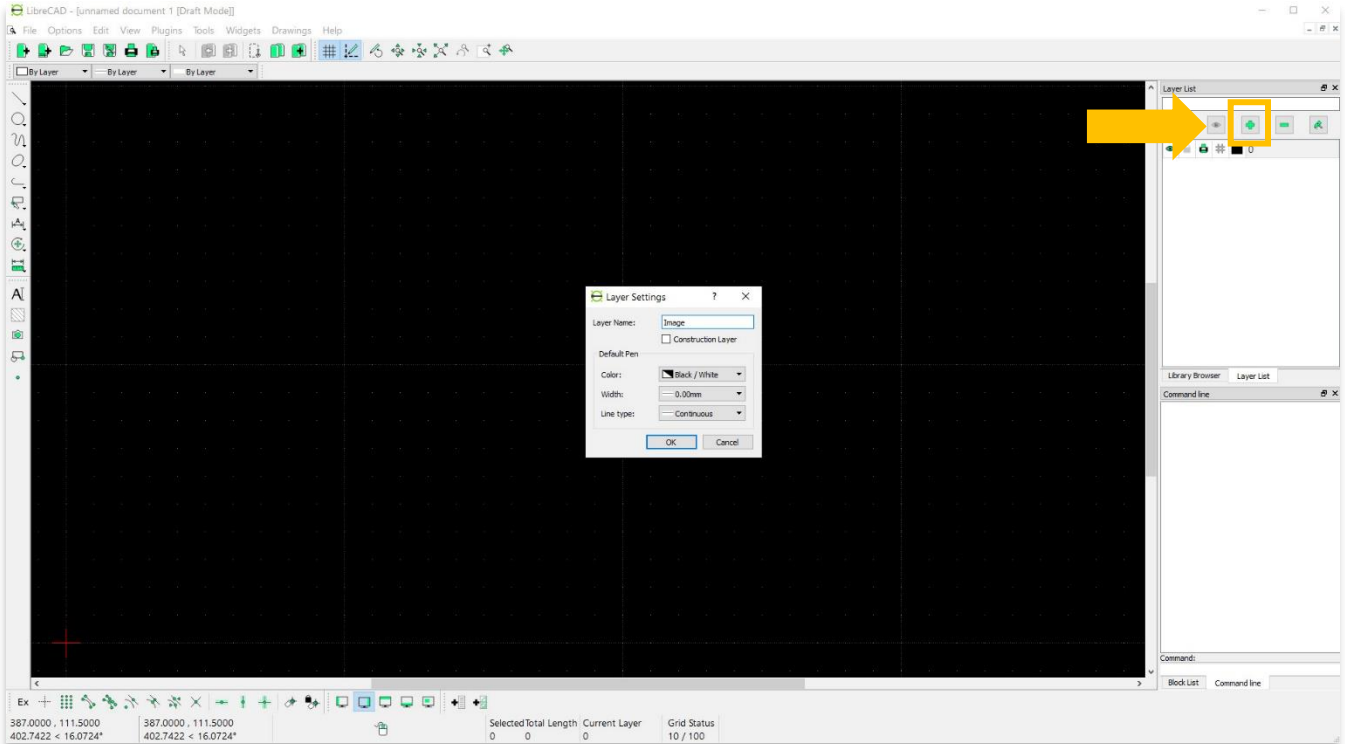 LibreCAD - [unnamed document 1 [Draft Mode]]
File Options Edit View Plugins Tools Widgets Drawings Help
By Layer By Layer By Layer
Layer List
0
Layer Settings ? X
Layer Name: Image
Construction Layer
Default Pen
Color: Black / White
Width: 0.00mm
Line type: Continuous
OK Cancel
Library Browser Layer List
Command line
Command:
Block List Command line
Ex
387.0000 , 111.5000 387.0000 , 111.5000 Selected Total Length Current Layer Grid Status
402.7422 < 16.0724° 402.7422 < 16.0724° 0 0 0 10 / 100